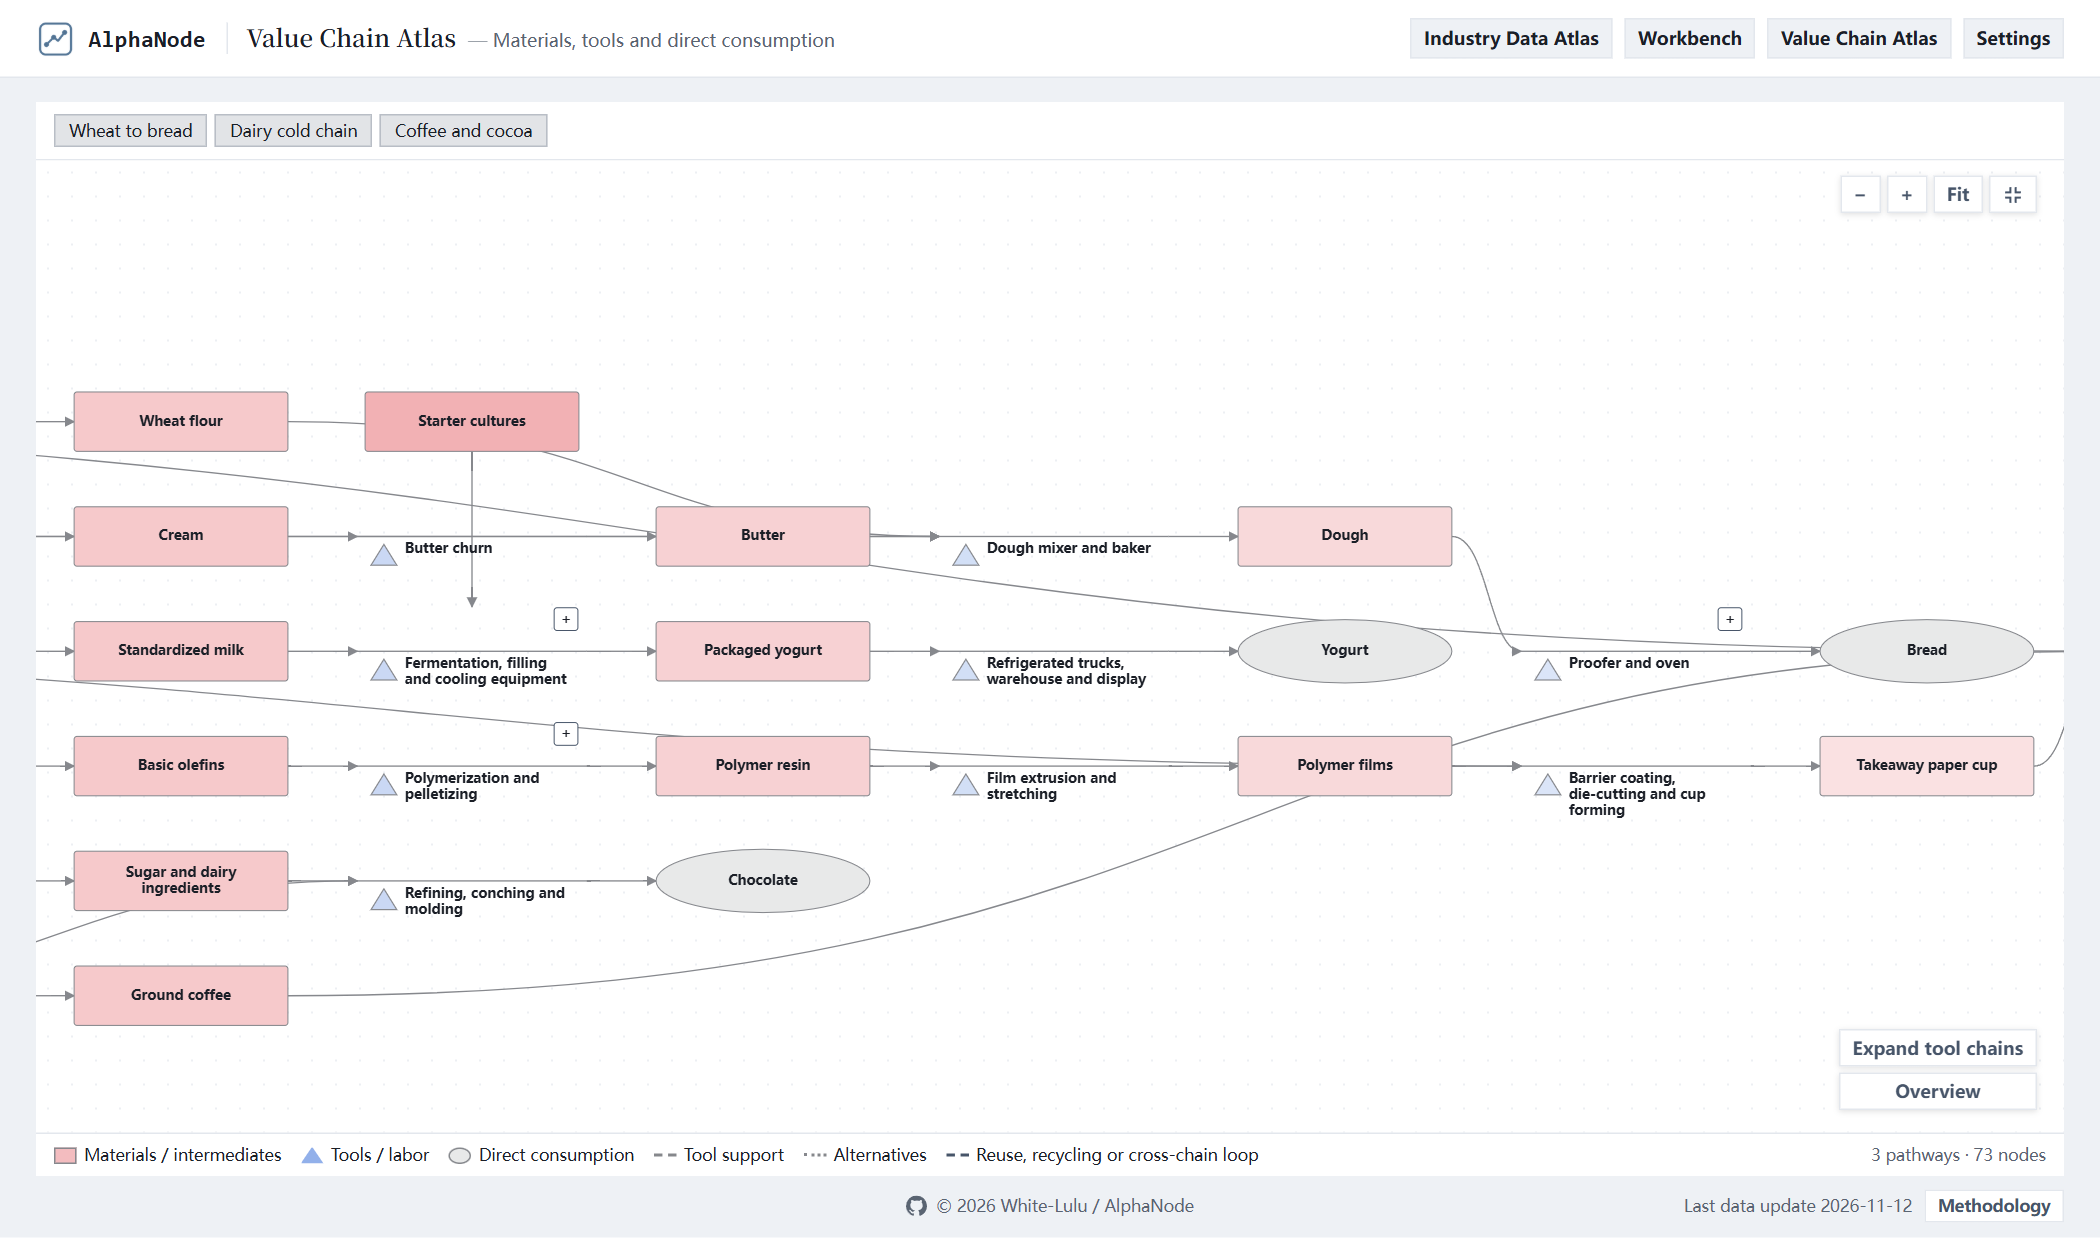 AlphaNode
Value Chain Atlas — Materials, tools and direct consumption
Industry Data Atlas
Workbench
Value Chain Atlas
Settings
Wheat to bread
Dairy cold chain
Coffee and cocoa
−
+
Fit
Wheat flour
Starter cultures
Cream
Butter churn
Butter
Dough mixer and baker
Dough
+
+
Standardized milk
Fermentation, filling
and cooling equipment
Packaged yogurt
Refrigerated trucks,
warehouse and display
Yogurt
Proofer and oven
Bread
+
Basic olefins
Polymerization and
pelletizing
Polymer resin
Film extrusion and
stretching
Polymer films
Barrier coating,
die-cutting and cup
forming
Takeaway paper cup
Sugar and dairy
ingredients
Refining, conching and
molding
Chocolate
Ground coffee
Expand tool chains
Overview
Materials / intermediates
Tools / labor
Direct consumption
Tool support
Alternatives
Reuse, recycling or cross-chain loop
3 pathways · 73 nodes
© 2026 White-Lulu / AlphaNode
Last data update 2026-11-12
Methodology